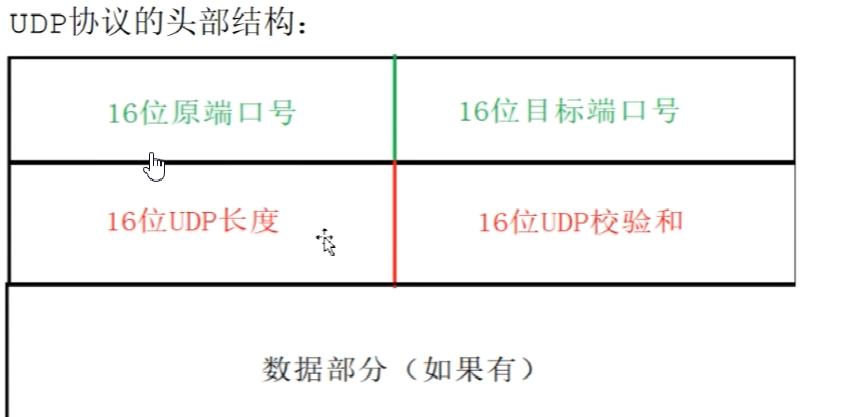 UDP协议的头部结构：
16位原端口号
16位目标端口号
16位UDP长度
16位UDP校验和
数据部分（如果有）